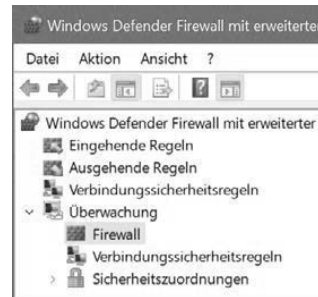 Windows Defender Firewall mit erweiterter
Datei Aktion Ansicht ?
Windows Defender Firewall mit erweiterter
Eingehende Regeln
Ausgehende Regeln
Verbindungssicherheitsregeln
Überwachung
Firewall
Verbindungssicherheitsregeln
Sicherheitszuordnungen